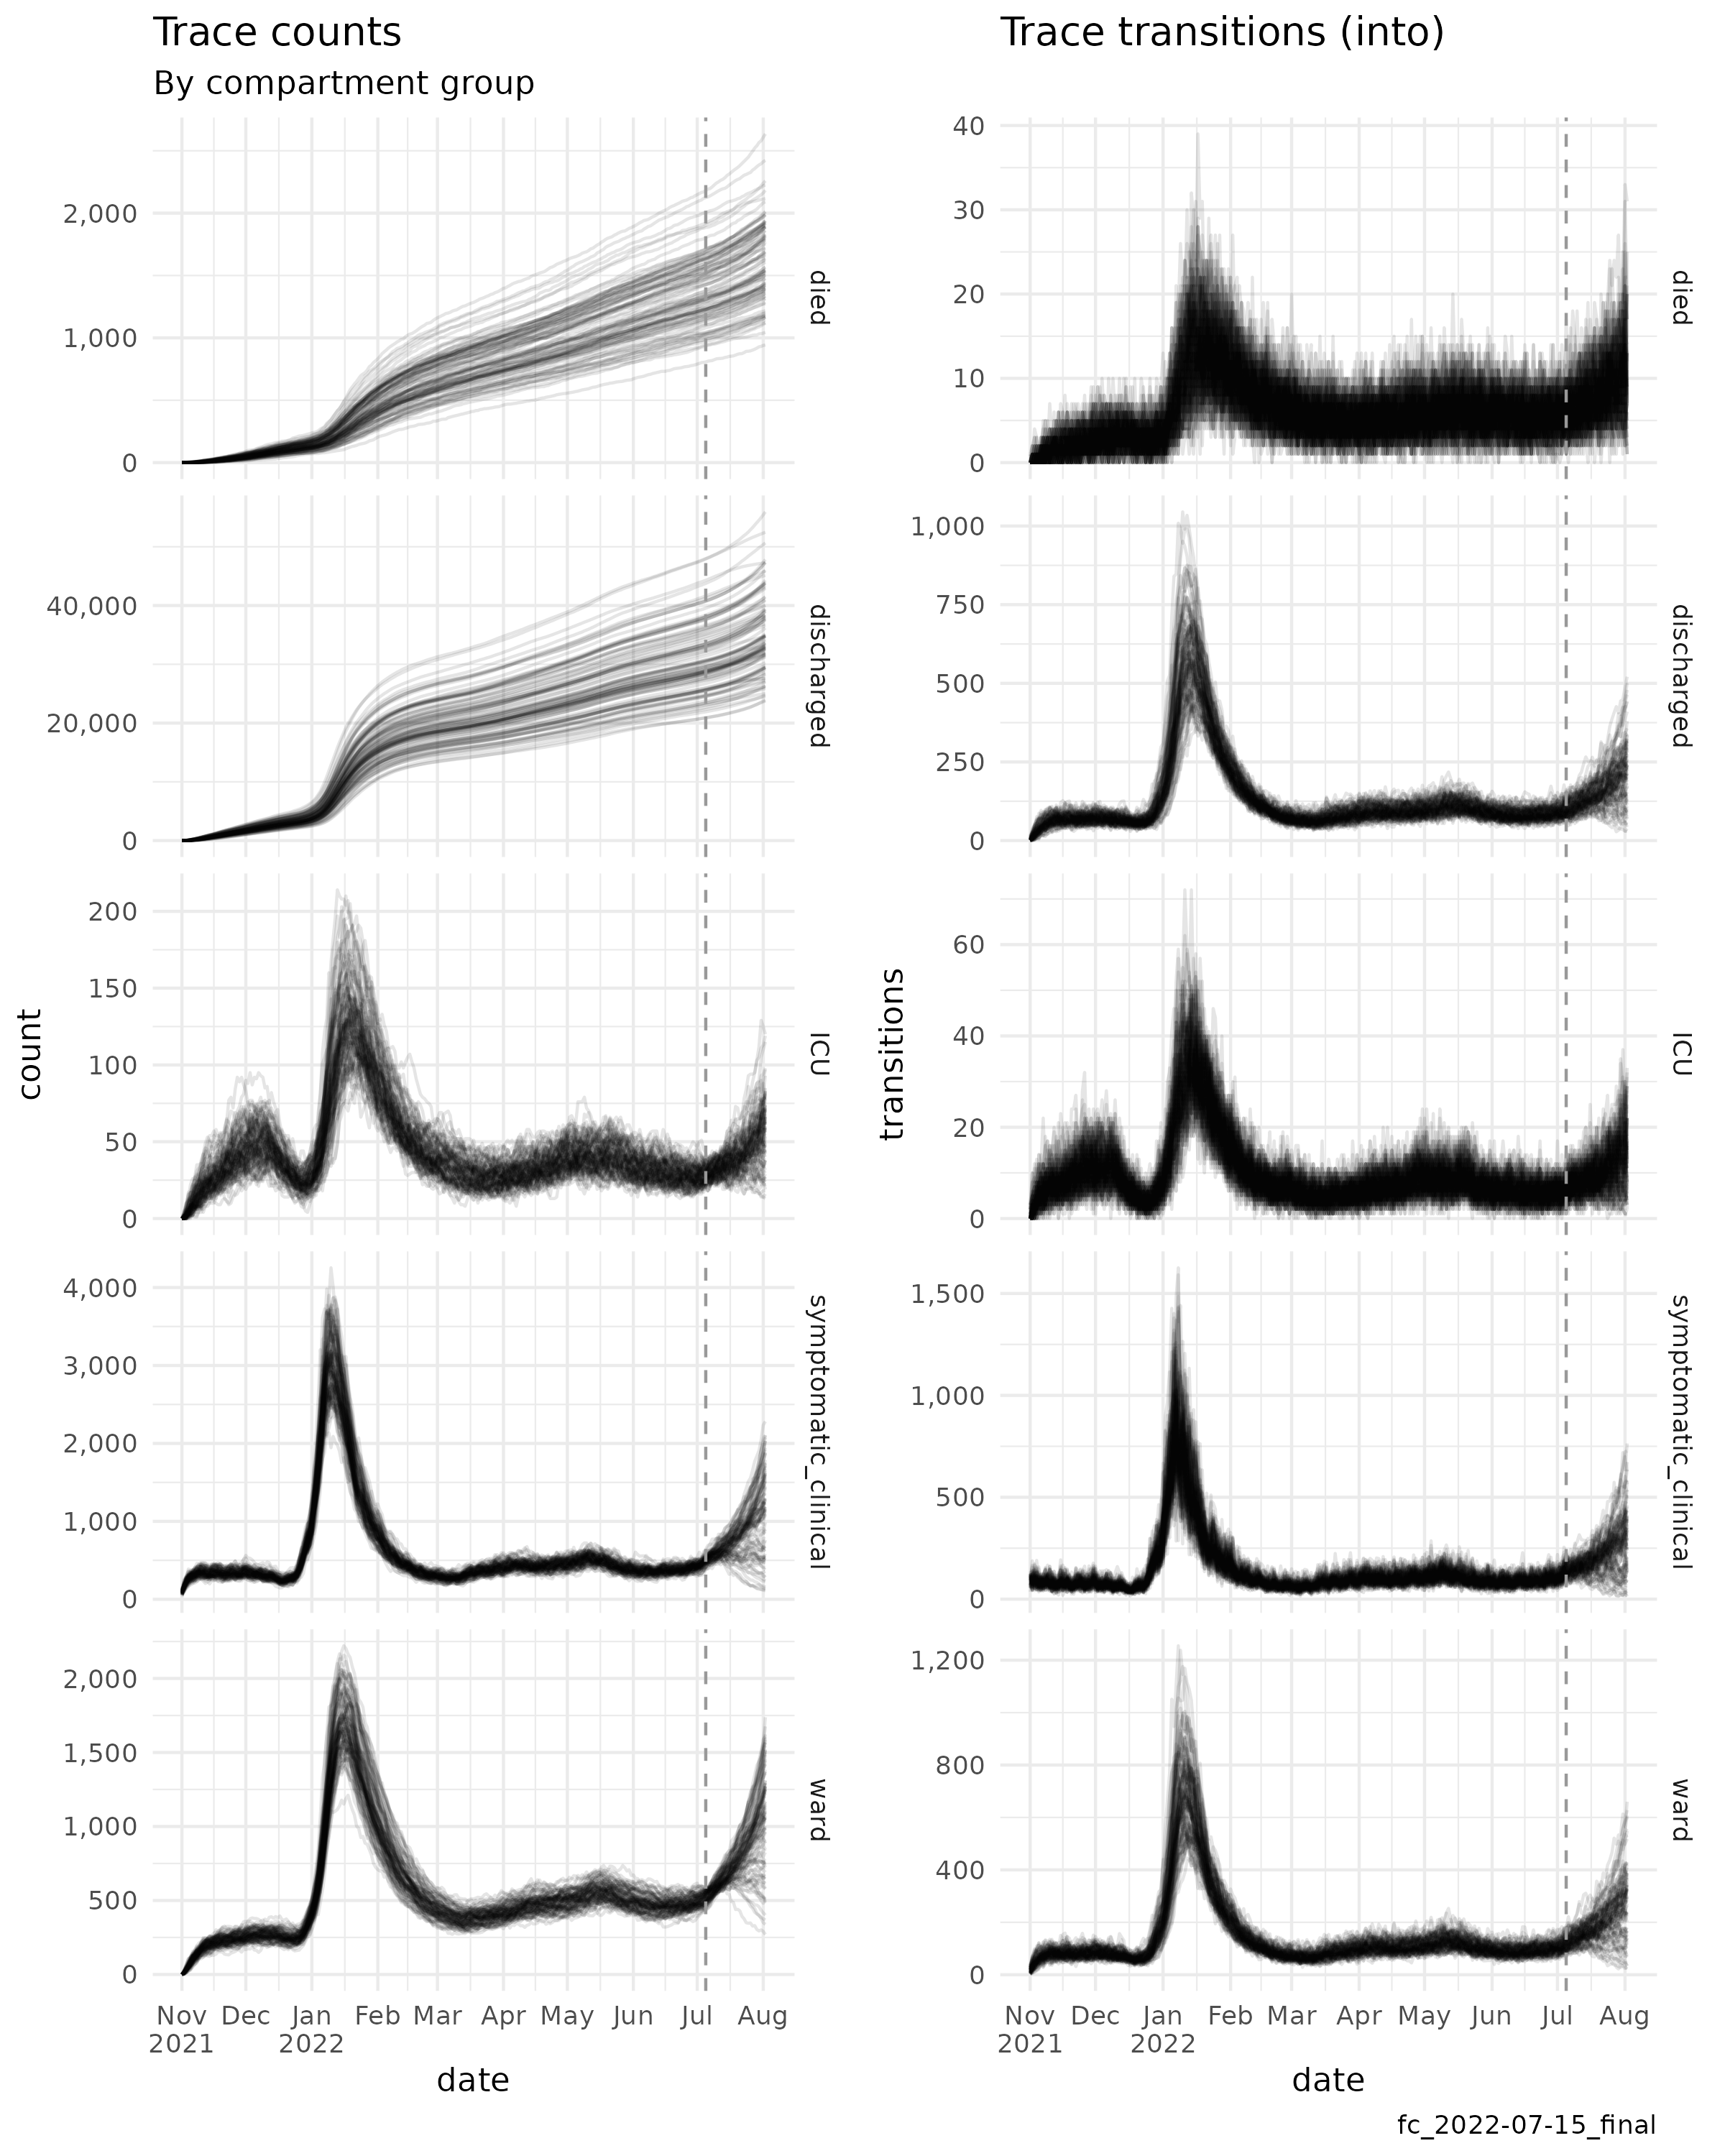 Trace counts
By compartment group
count
2,000
1,000
0
died
40,000
20,000
0
discharged
200
150
100
50
0
ICU
4,000
3,000
2,000
1,000
0
symptomatic_clinical
2,000
1,500
1,000
500
0
ward
Nov Dec Jan Feb Mar Apr May Jun Jul Aug
2021 2022
date
Trace transitions (into)
transitions
40
30
20
10
0
died
1,000
750
500
250
0
discharged
60
40
20
0
ICU
1,500
1,000
500
0
symptomatic_clinical
1,200
800
400
0
ward
Nov Dec Jan Feb Mar Apr May Jun Jul Aug
2021 2022
date
fc_2022-07-15_final